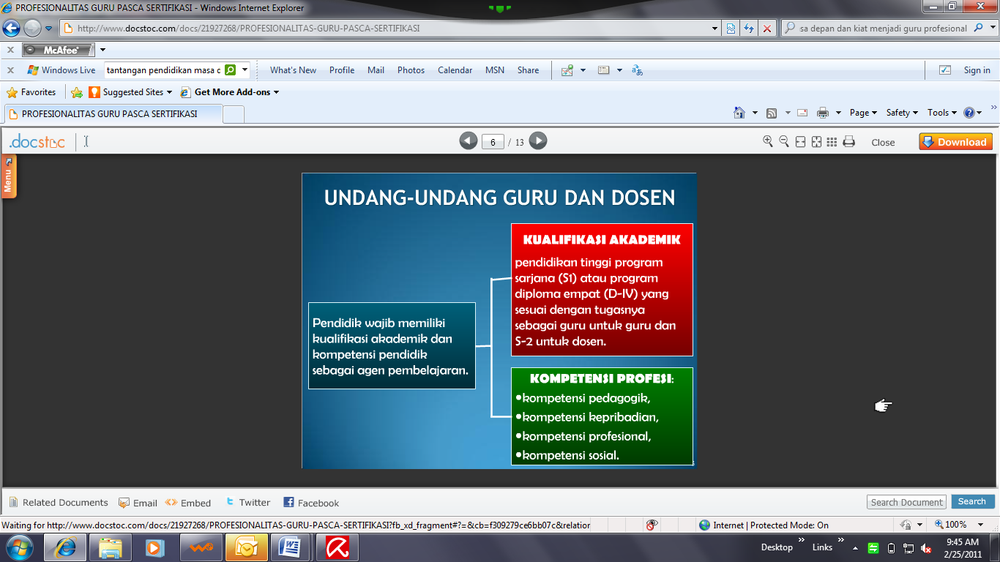 PROFESIONALITAS GURU PASCA SERTIFIKASI - Windows Internet Explorer
http://www.docstoc.com/docs/21927268/PROFESIONALITAS-GURU-PASCA-SERTIFIKASI
sa depan dan kiat menjadi guru profesional
x McAfee
x Windows Live tantangan pendidikan masa d What's New Profile Mail Photos Calendar MSN Share Sign in
Favorites Suggested Sites Get More Add-ons
PROFESIONALITAS GURU PASCA SERTIFIKASI Page Safety Tools
.docstoc 6 / 13 Close Download
Menu
UNDANG-UNDANG GURU DAN DOSEN
Pendidik wajib memiliki
kualifikasi akademik dan
kompetensi pendidik
sebagai agen pembelajaran.
KUALIFIKASI AKADEMIK
pendidikan tinggi program
sarjana (S1) atau program
diploma empat (D-IV) yang
sesuai dengan tugasnya
sebagai guru untuk guru dan
S-2 untuk dosen.
KOMPETENSI PROFESI:
•kompetensi pedagogik,
•kompetensi kepribadian,
•kompetensi profesional,
•kompetensi sosial.
Related Documents Email Embed Twitter Facebook Search Document Search
Waiting for http://www.docstoc.com/docs/21927268/PROFESIONALITAS-GURU-PASCA-SERTIFIKASI?fb_xd_fragment#?=&cb=f309279ce6bb07c&relation Internet | Protected Mode: On 100%
Desktop Links 9:45 AM
2/25/2011